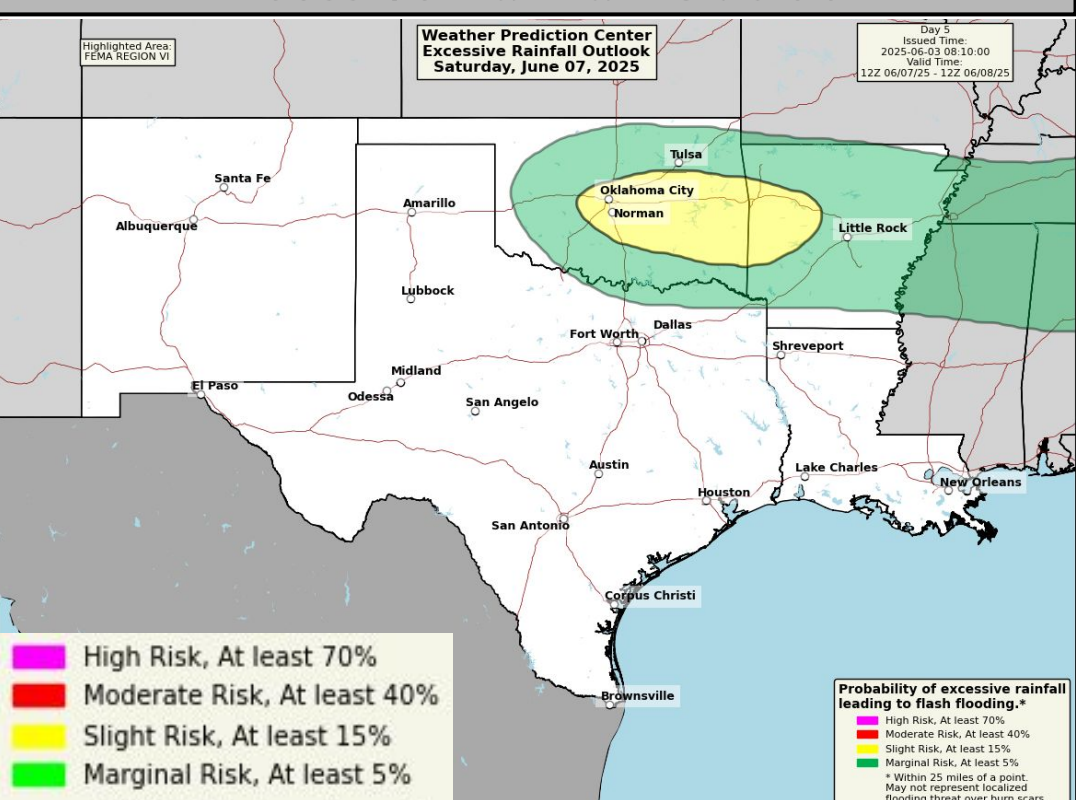 Highlighted Area:
FEMA REGION VI
Weather Prediction Center
Excessive Rainfall Outlook
Saturday, June 07, 2025
Day 5
Issued Time:
2025-06-03 08:10:00
Valid Time:
12Z 06/07/25 - 12Z 06/08/25
Tulsa
Santa Fe
Oklahoma City
Amarillo
Norman
Albuquerque
Little Rock
Lubbock
Dallas
Fort Worth
Shreveport
Midland
El Paso
Odessa
San Angelo
Austin
Lake Charles
New Orleans
Houston
San Antonio
Corpus Christi
Brownsville
High Risk, At least 70%
Moderate Risk, At least 40%
Slight Risk, At least 15%
Marginal Risk, At least 5%
Probability of excessive rainfall
leading to flash flooding.*
High Risk, At least 70%
Moderate Risk, At least 40%
Slight Risk, At least 15%
Marginal Risk, At least 5%
* Within 25 miles of a point.
May not represent localized
flooding threat over burn scars